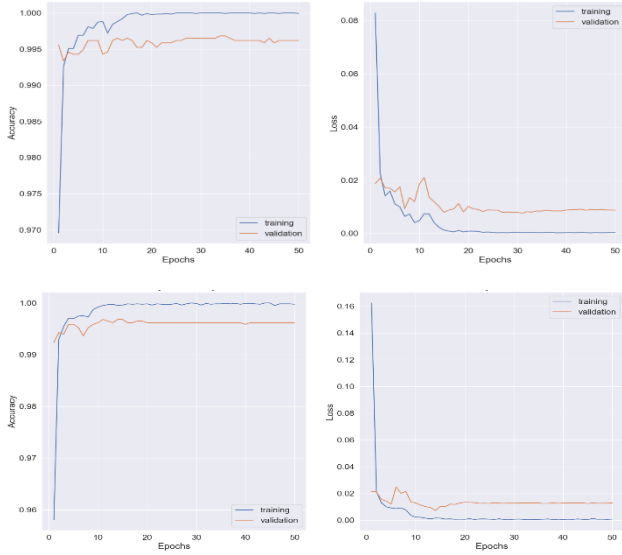 1.000
0.995
0.990
0.985
0.980
0.975
0.970
Accuracy
0 10 20 30 40 50
Epochs
training
validation
0.08
0.06
0.04
0.02
0.00
Loss
0 10 20 30 40 50
Epochs
training
validation
1.00
0.99
0.98
0.97
0.96
Accuracy
0 10 20 30 40 50
Epochs
training
validation
0.16
0.14
0.12
0.10
0.08
0.06
0.04
0.02
0.00
Loss
0 10 20 30 40 50
Epochs
training
validation